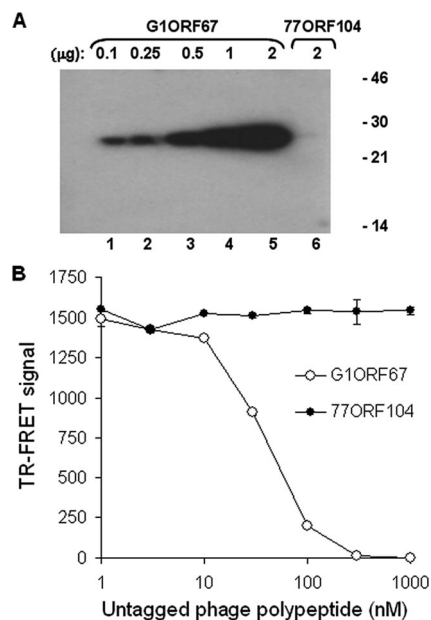 A
G1ORF67 77ORF104
(µg): 0.1 0.25 0.5 1 2 2
- 46
- 30
- 21
- 14
1 2 3 4 5 6
B
1750
1500
1250
1000
750
500
250
0
TR-FRET signal
G1ORF67
77ORF104
1 10 100 1000
Untagged phage polypeptide (nM)